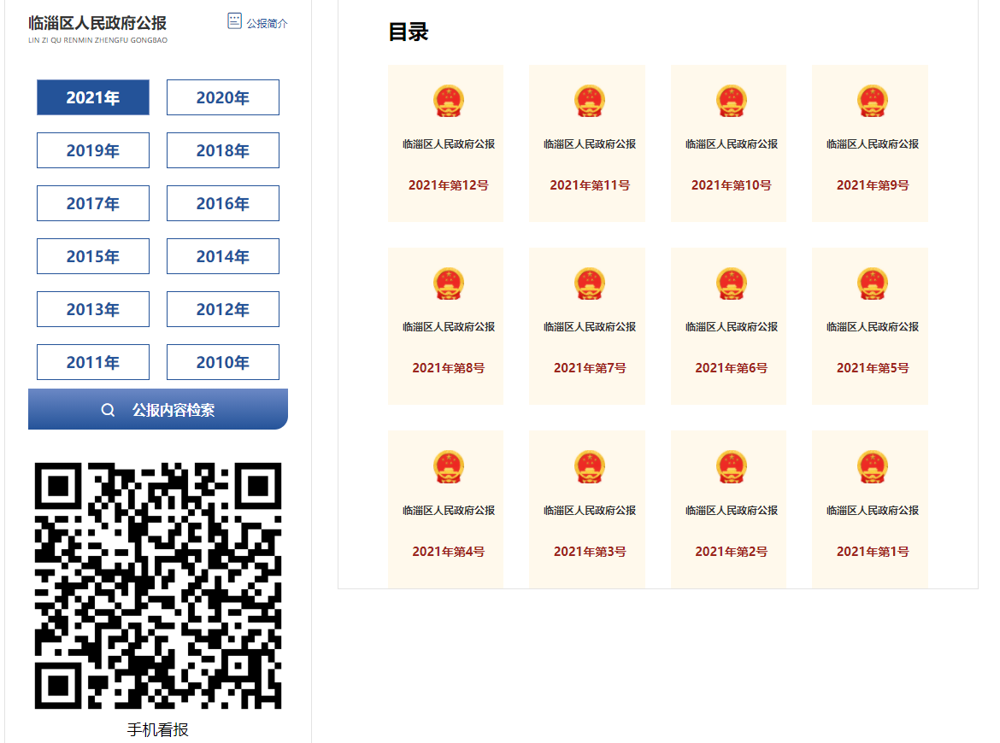 临淄区人民政府公报
LIN ZI QU RENMIN ZHENGFU GONGBAO
公报简介
2021年
2020年
2019年
2018年
2017年
2016年
2015年
2014年
2013年
2012年
2011年
2010年
公报内容检索
手机看报
目录
临淄区人民政府公报
2021年第12号
临淄区人民政府公报
2021年第11号
临淄区人民政府公报
2021年第10号
临淄区人民政府公报
2021年第9号
临淄区人民政府公报
2021年第8号
临淄区人民政府公报
2021年第7号
临淄区人民政府公报
2021年第6号
临淄区人民政府公报
2021年第5号
临淄区人民政府公报
2021年第4号
临淄区人民政府公报
2021年第3号
临淄区人民政府公报
2021年第2号
临淄区人民政府公报
2021年第1号